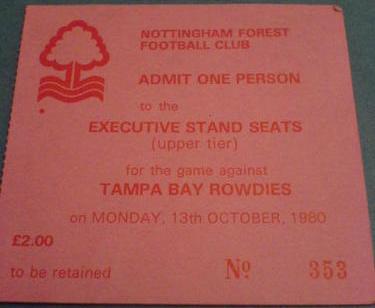 NOTTINGHAM FOREST
FOOTBALL CLUB
ADMIT ONE PERSON
to the
EXECUTIVE STAND SEATS
(upper tier)
for the game against
TAMPA BAY ROWDIES
on MONDAY, 13th OCTOBER, 1980
£2.00
to be retained No 353